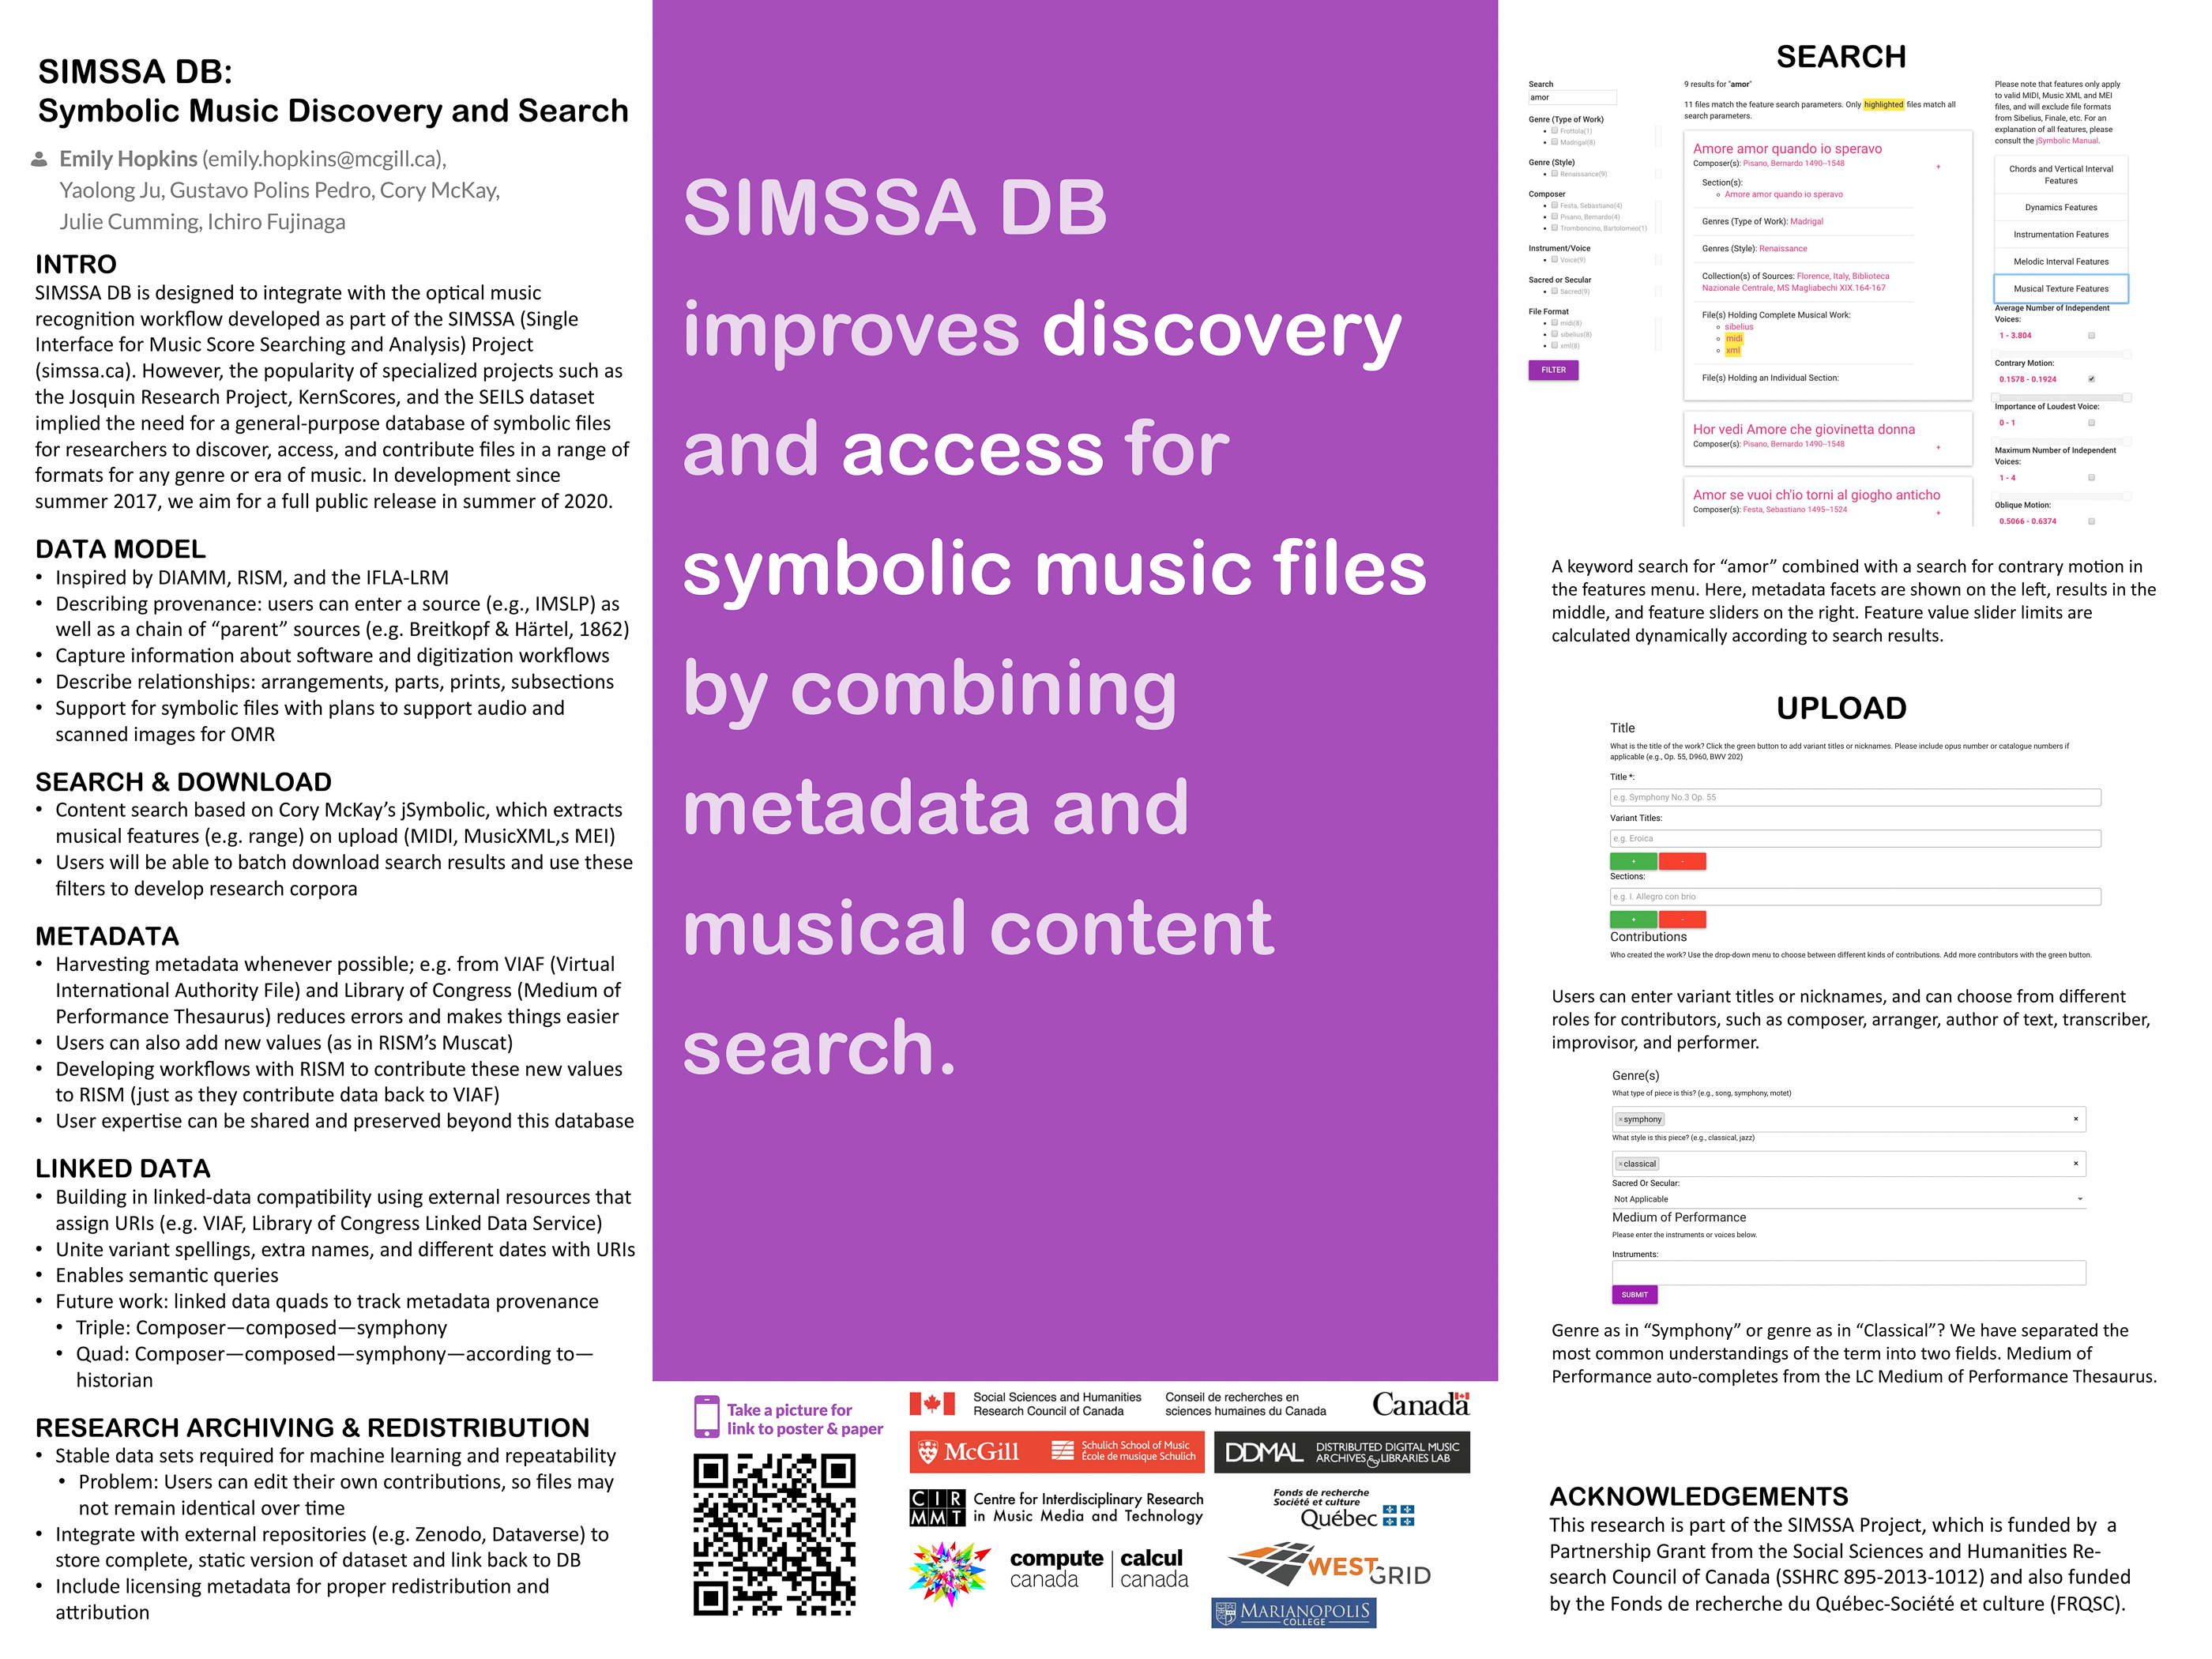 SIMSSA DB:
Symbolic Music Discovery and Search
Emily Hopkins (emily.hopkins@mcgill.ca),
Yaolong Ju, Gustavo Polins Pedro, Cory McKay,
Julie Cumming, Ichiro Fujinaga
INTRO
SIMSSA DB is designed to integrate with the optical music
recognition workflow developed as part of the SIMSSA (Single
Interface for Music Score Searching and Analysis) Project
(simssa.ca). However, the popularity of specialized projects such as
the Josquin Research Project, KernScores, and the SEILS dataset
implied the need for a general-purpose database of symbolic files
for researchers to discover, access, and contribute files in a range of
formats for any genre or era of music. In development since
summer 2017, we aim for a full public release in summer of 2020.
DATA MODEL
• Inspired by DIAMM, RISM, and the IFLA-LRM
• Describing provenance: users can enter a source (e.g., IMSLP) as
well as a chain of “parent” sources (e.g. Breitkopf & Härtel, 1862)
• Capture information about software and digitization workflows
• Describe relationships: arrangements, parts, prints, subsections
• Support for symbolic files with plans to support audio and
scanned images for OMR
SEARCH & DOWNLOAD
• Content search based on Cory McKay’s jSymbolic, which extracts
musical features (e.g. range) on upload (MIDI, MusicXML,s MEI)
• Users will be able to batch download search results and use these
filters to develop research corpora
METADATA
• Harvesting metadata whenever possible; e.g. from VIAF (Virtual
International Authority File) and Library of Congress (Medium of
Performance Thesaurus) reduces errors and makes things easier
• Users can also add new values (as in RISM’s Muscat)
• Developing workflows with RISM to contribute these new values
to RISM (just as they contribute data back to VIAF)
• User expertise can be shared and preserved beyond this database
LINKED DATA
• Building in linked-data compatibility using external resources that
assign URIs (e.g. VIAF, Library of Congress Linked Data Service)
• Unite variant spellings, extra names, and different dates with URIs
• Enables semantic queries
• Future work: linked data quads to track metadata provenance
• Triple: Composer—composed—symphony
• Quad: Composer—composed—symphony—according to—
historian
RESEARCH ARCHIVING & REDISTRIBUTION
• Stable data sets required for machine learning and repeatability
• Problem: Users can edit their own contributions, so files may
not remain identical over time
• Integrate with external repositories (e.g. Zenodo, Dataverse) to
store complete, static version of dataset and link back to DB
• Include licensing metadata for proper redistribution and
attribution
SIMSSA DB
improves discovery
and access for
symbolic music files
by combining
metadata and
musical content
search.
Take a picture for
link to poster & paper
Social Sciences and Humanities
Research Council of Canada
Conseil de recherches en
sciences humaines du Canada
Canada
McGill
Schulich School of Music
École de musique Schulich
DDMAL
DISTRIBUTED DIGITAL MUSIC
ARCHIVES & LIBRARIES LAB
CIR
MMT
Centre for Interdisciplinary Research
in Music Media and Technology
Fonds de recherche
Société et culture
Québec
compute canada
calcul canada
WESTGRID
MARIANOPOLIS
COLLEGE
SEARCH
Search
amor
Genre (Type of Work)
• Frottola(1)
• Madrigal(8)
Genre (Style)
• Renaissance(9)
Composer
• Festa, Sebastiano(4)
• Pisano, Bernardo(4)
• Tromboncino, Bartolomeo(1)
Instrument/Voice
• Voice(9)
Sacred or Secular
• Sacred(9)
File Format
• midi(8)
• sibelius(8)
• xml(8)
FILTER
9 results for "amor"
11 files match the feature search parameters. Only highlighted files match all
search parameters.
Amore amor quando io speravo
Composer(s): Pisano, Bernardo 1490–1548
+
Section(s):
Amore amor quando io speravo
Genres (Type of Work): Madrigal
Genres (Style): Renaissance
Collection(s) of Sources: Florence, Italy, Biblioteca
Nazionale Centrale, MS Magliabechi XIX.164-167
File(s) Holding Complete Musical Work:
sibelius
midi
xml
File(s) Holding an Individual Section:
Hor vedi Amore che giovinetta donna
Composer(s): Pisano, Bernardo 1490–1548
+
Amor se vuoi ch'io torni al giogho anticho
Composer(s): Festa, Sebastiano 1495–1524
+
Please note that features only apply
to valid MIDI, Music XML and MEI
files, and will exclude file formats
from Sibelius, Finale, etc. For an
explanation of all features, please
consult the jSymbolic Manual.
Chords and Vertical Interval
Features
Dynamics Features
Instrumentation Features
Melodic Interval Features
Musical Texture Features
Average Number of Independent
Voices:
1 - 3.804
Contrary Motion:
0.1578 - 0.1924
Importance of Loudest Voice:
0 - 1
Maximum Number of Independent
Voices:
1 - 4
Oblique Motion:
0.5066 - 0.6374
A keyword search for “amor” combined with a search for contrary motion in
the features menu. Here, metadata facets are shown on the left, results in the
middle, and feature sliders on the right. Feature value slider limits are
calculated dynamically according to search results.
UPLOAD
Title
What is the title of the work? Click the green button to add variant titles or nicknames. Please include opus number or catalogue numbers if
applicable (e.g., Op. 55, D960, BWV 202)
Title *:
e.g. Symphony No.3 Op. 55
Variant Titles:
e.g. Eroica
+ -
Sections:
e.g. I. Allegro con brio
+ -
Contributions
Who created the work? Use the drop-down menu to choose between different kinds of contributions. Add more contributors with the green button.
Users can enter variant titles or nicknames, and can choose from different
roles for contributors, such as composer, arranger, author of text, transcriber,
improvisor, and performer.
Genre(s)
What type of piece is this? (e.g., song, symphony, motet)
×symphony ×
What style is this piece? (e.g., classical, jazz)
×classical ×
Sacred Or Secular:
Not Applicable
Medium of Performance
Please enter the instruments or voices below.
Instruments:
SUBMIT
Genre as in “Symphony” or genre as in “Classical”? We have separated the
most common understandings of the term into two fields. Medium of
Performance auto-completes from the LC Medium of Performance Thesaurus.
ACKNOWLEDGEMENTS
This research is part of the SIMSSA Project, which is funded by a
Partnership Grant from the Social Sciences and Humanities Re-
search Council of Canada (SSHRC 895-2013-1012) and also funded
by the Fonds de recherche du Québec-Société et culture (FRQSC).